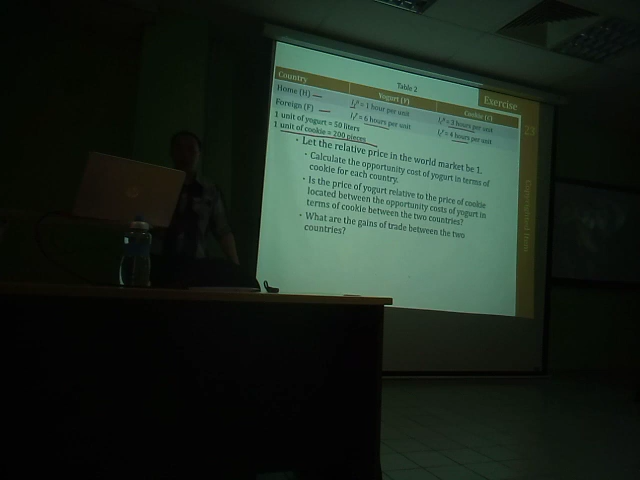 Table 2
Exercise
Country Yogurt (Y) Cookie (C)
Home (H) = 1 hour per unit = 3 hours per unit
Foreign (F) = 6 hours per unit = 4 hours per unit
1 unit of yogurt = 50 liters
1 unit of cookie = 200 pieces
23
• Let the relative price in the world market be 1.
• Calculate the opportunity cost of yogurt in terms of
cookie for each country.
• Is the price of yogurt relative to the price of cookie
located between the opportunity costs of yogurt in
terms of cookie between the two countries?
• What are the gains of trade between the two
countries?